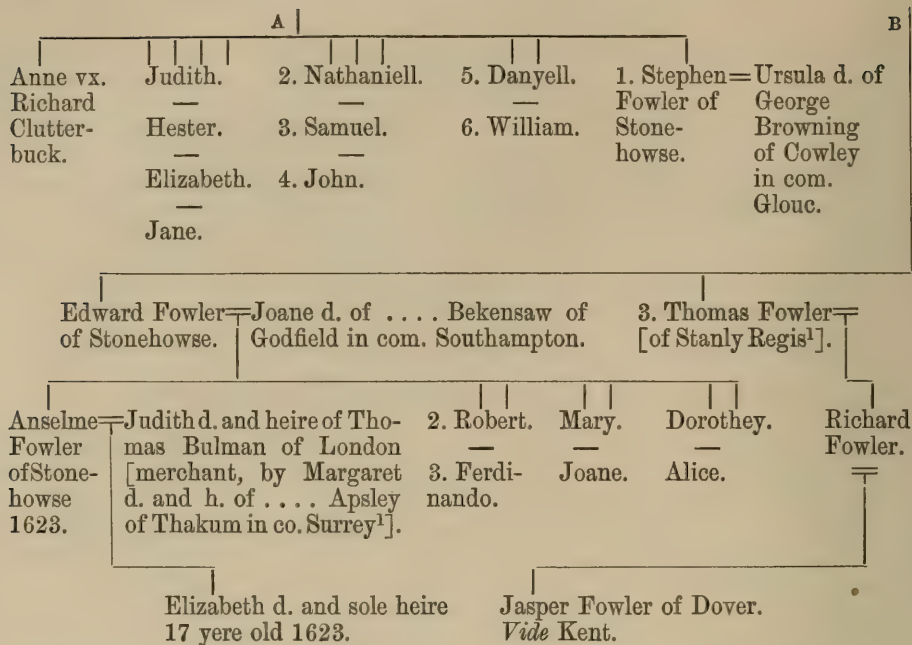 A B
Anne vx.
Richard
Clutter-
buck.
Judith.
—
Hester.
—
Elizabeth.
—
Jane.
2. Nathaniell.
—
3. Samuel.
—
4. John.
5. Danyell.
—
6. William.
1. Stephen=
Fowler of
Stone-
howse.
Ursula d. of
George
Browning
of Cowley
in com.
Glouc.
Edward Fowler=
of Stonehowse.
Joane d. of .... Bekensaw of
Godfield in com. Southampton.
3. Thomas Fowler=
[of Stanly Regis¹].
Anselme=
Fowler
of Stone-
howse
1623.
Judith d. and heire of Tho-
mas Bulman of London
[merchant, by Margaret
d. and h. of .... Apsley
of Thakum in co. Surrey¹].
2. Robert.
—
3. Ferdi-
nando.
Mary.
—
Joane.
Dorothey.
—
Alice.
Richard
Fowler.
=
Elizabeth d. and sole heire
17 yere old 1623.
Jasper Fowler of Dover.
Vide Kent.